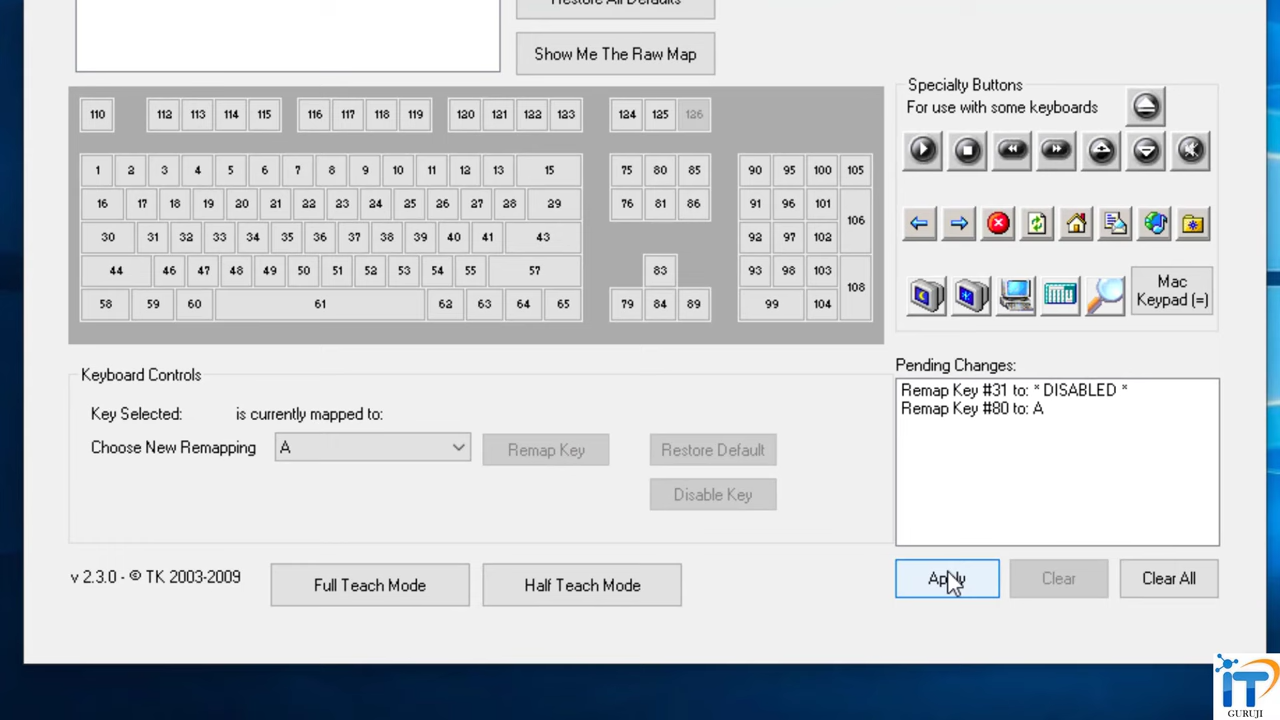 Restore All Defaults
Show Me The Raw Map
110 112 113 114 115 116 117 118 119 120 121 122 123 124 125 126
1 2 3 4 5 6 7 8 9 10 11 12 13 15 75 80 85 90 95 100 105
16 17 18 19 20 21 22 23 24 25 26 27 28 29 76 81 86 91 96 101 106
30 31 32 33 34 35 36 37 38 39 40 41 43 92 97 102
44 46 47 48 49 50 51 52 53 54 55 57 83 93 98 103 108
58 59 60 61 62 63 64 65 79 84 89 99 104
Specialty Buttons
For use with some keyboards
Mac
Keypad (=)
Keyboard Controls
Key Selected: is currently mapped to:
Choose New Remapping A Remap Key Restore Default
Disable Key
Pending Changes:
Remap Key #31 to: * DISABLED *
Remap Key #80 to: A
v 2.3.0 - © TK 2003-2009
Full Teach Mode Half Teach Mode
Apply Clear Clear All
iT
GURUJI